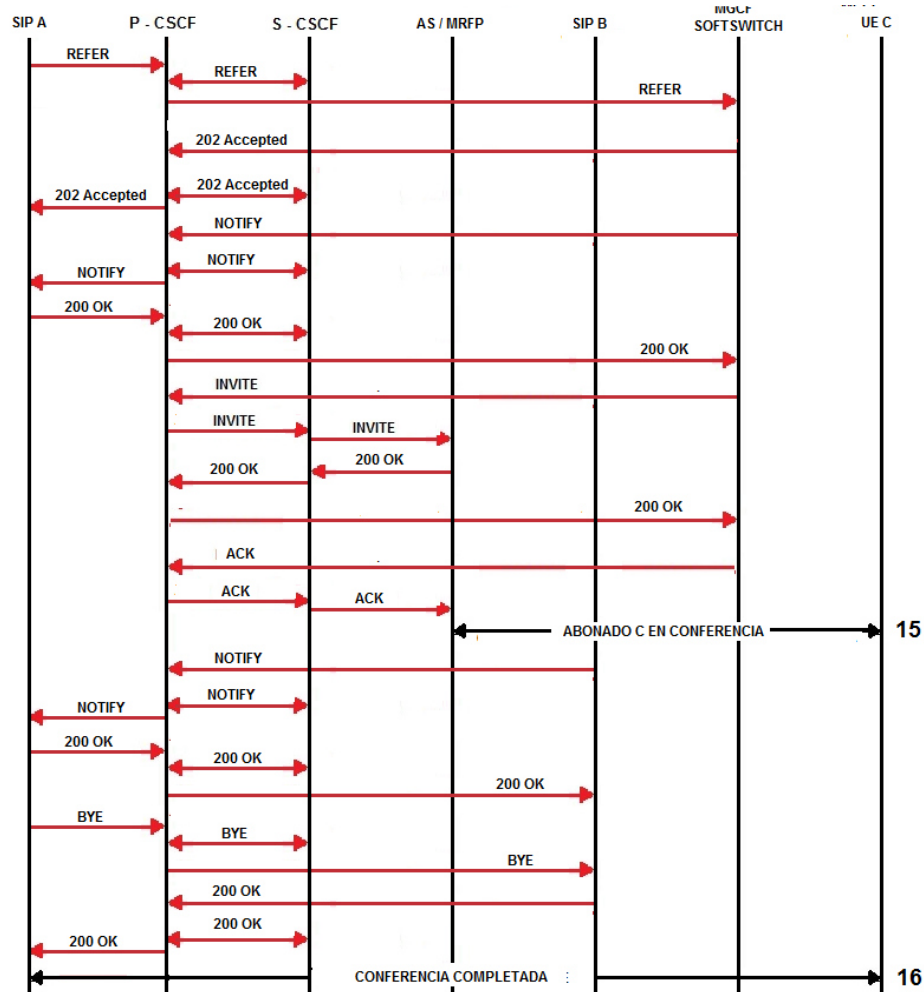 SIP A P - CSCF S - CSCF AS / MRFP SIP B MGCF UE C
SOFTSWITCH
REFER
REFER
REFER
202 Accepted
202 Accepted
202 Accepted
NOTIFY
NOTIFY
NOTIFY
200 OK
200 OK
200 OK
INVITE
INVITE
INVITE
200 OK
200 OK
200 OK
ACK
ACK
ACK
ABONADO C EN CONFERENCIA 15
NOTIFY
NOTIFY
NOTIFY
200 OK
200 OK
200 OK
BYE
BYE
BYE
200 OK
200 OK
200 OK
CONFERENCIA COMPLETADA 16